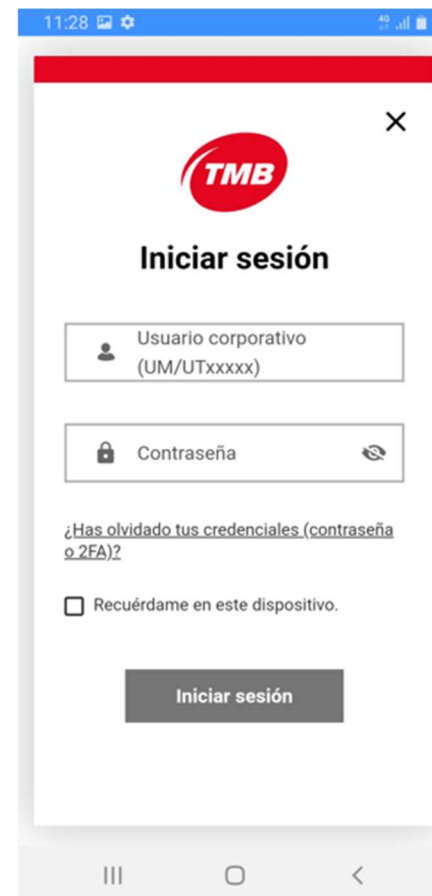 11:28
4G
TMB
Iniciar sesión
Usuario corporativo
(UM/UTxxxxx)
Contraseña
¿Has olvidado tus credenciales (contraseña
o 2FA)?
Recuérdame en este dispositivo.
Iniciar sesión